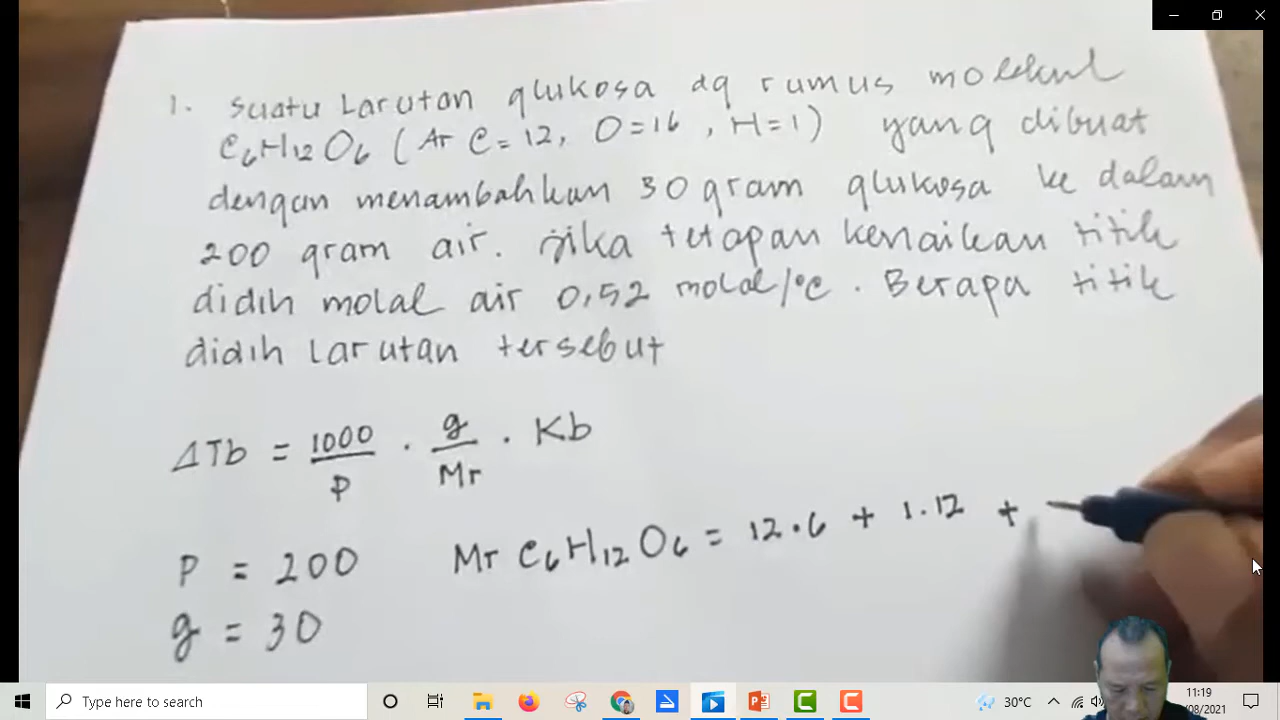 1. Suatu Larutan glukosa dg rumus molekul
C6H12O6 (Ar C = 12, O = 16, H = 1) yang dibuat
dengan menambahkan 30 gram glukosa ke dalam
200 gram air. Jika tetapan kenaikan titik
didih molal air 0,52 molal/°C. Berapa titik
didih Larutan tersebut
ΔTb = 1000/P . g/Mr . Kb
P = 200 Mr C6H12O6 = 12.6 + 1.12 +
g = 30
Type here to search
30°C
11:19
/08/2021